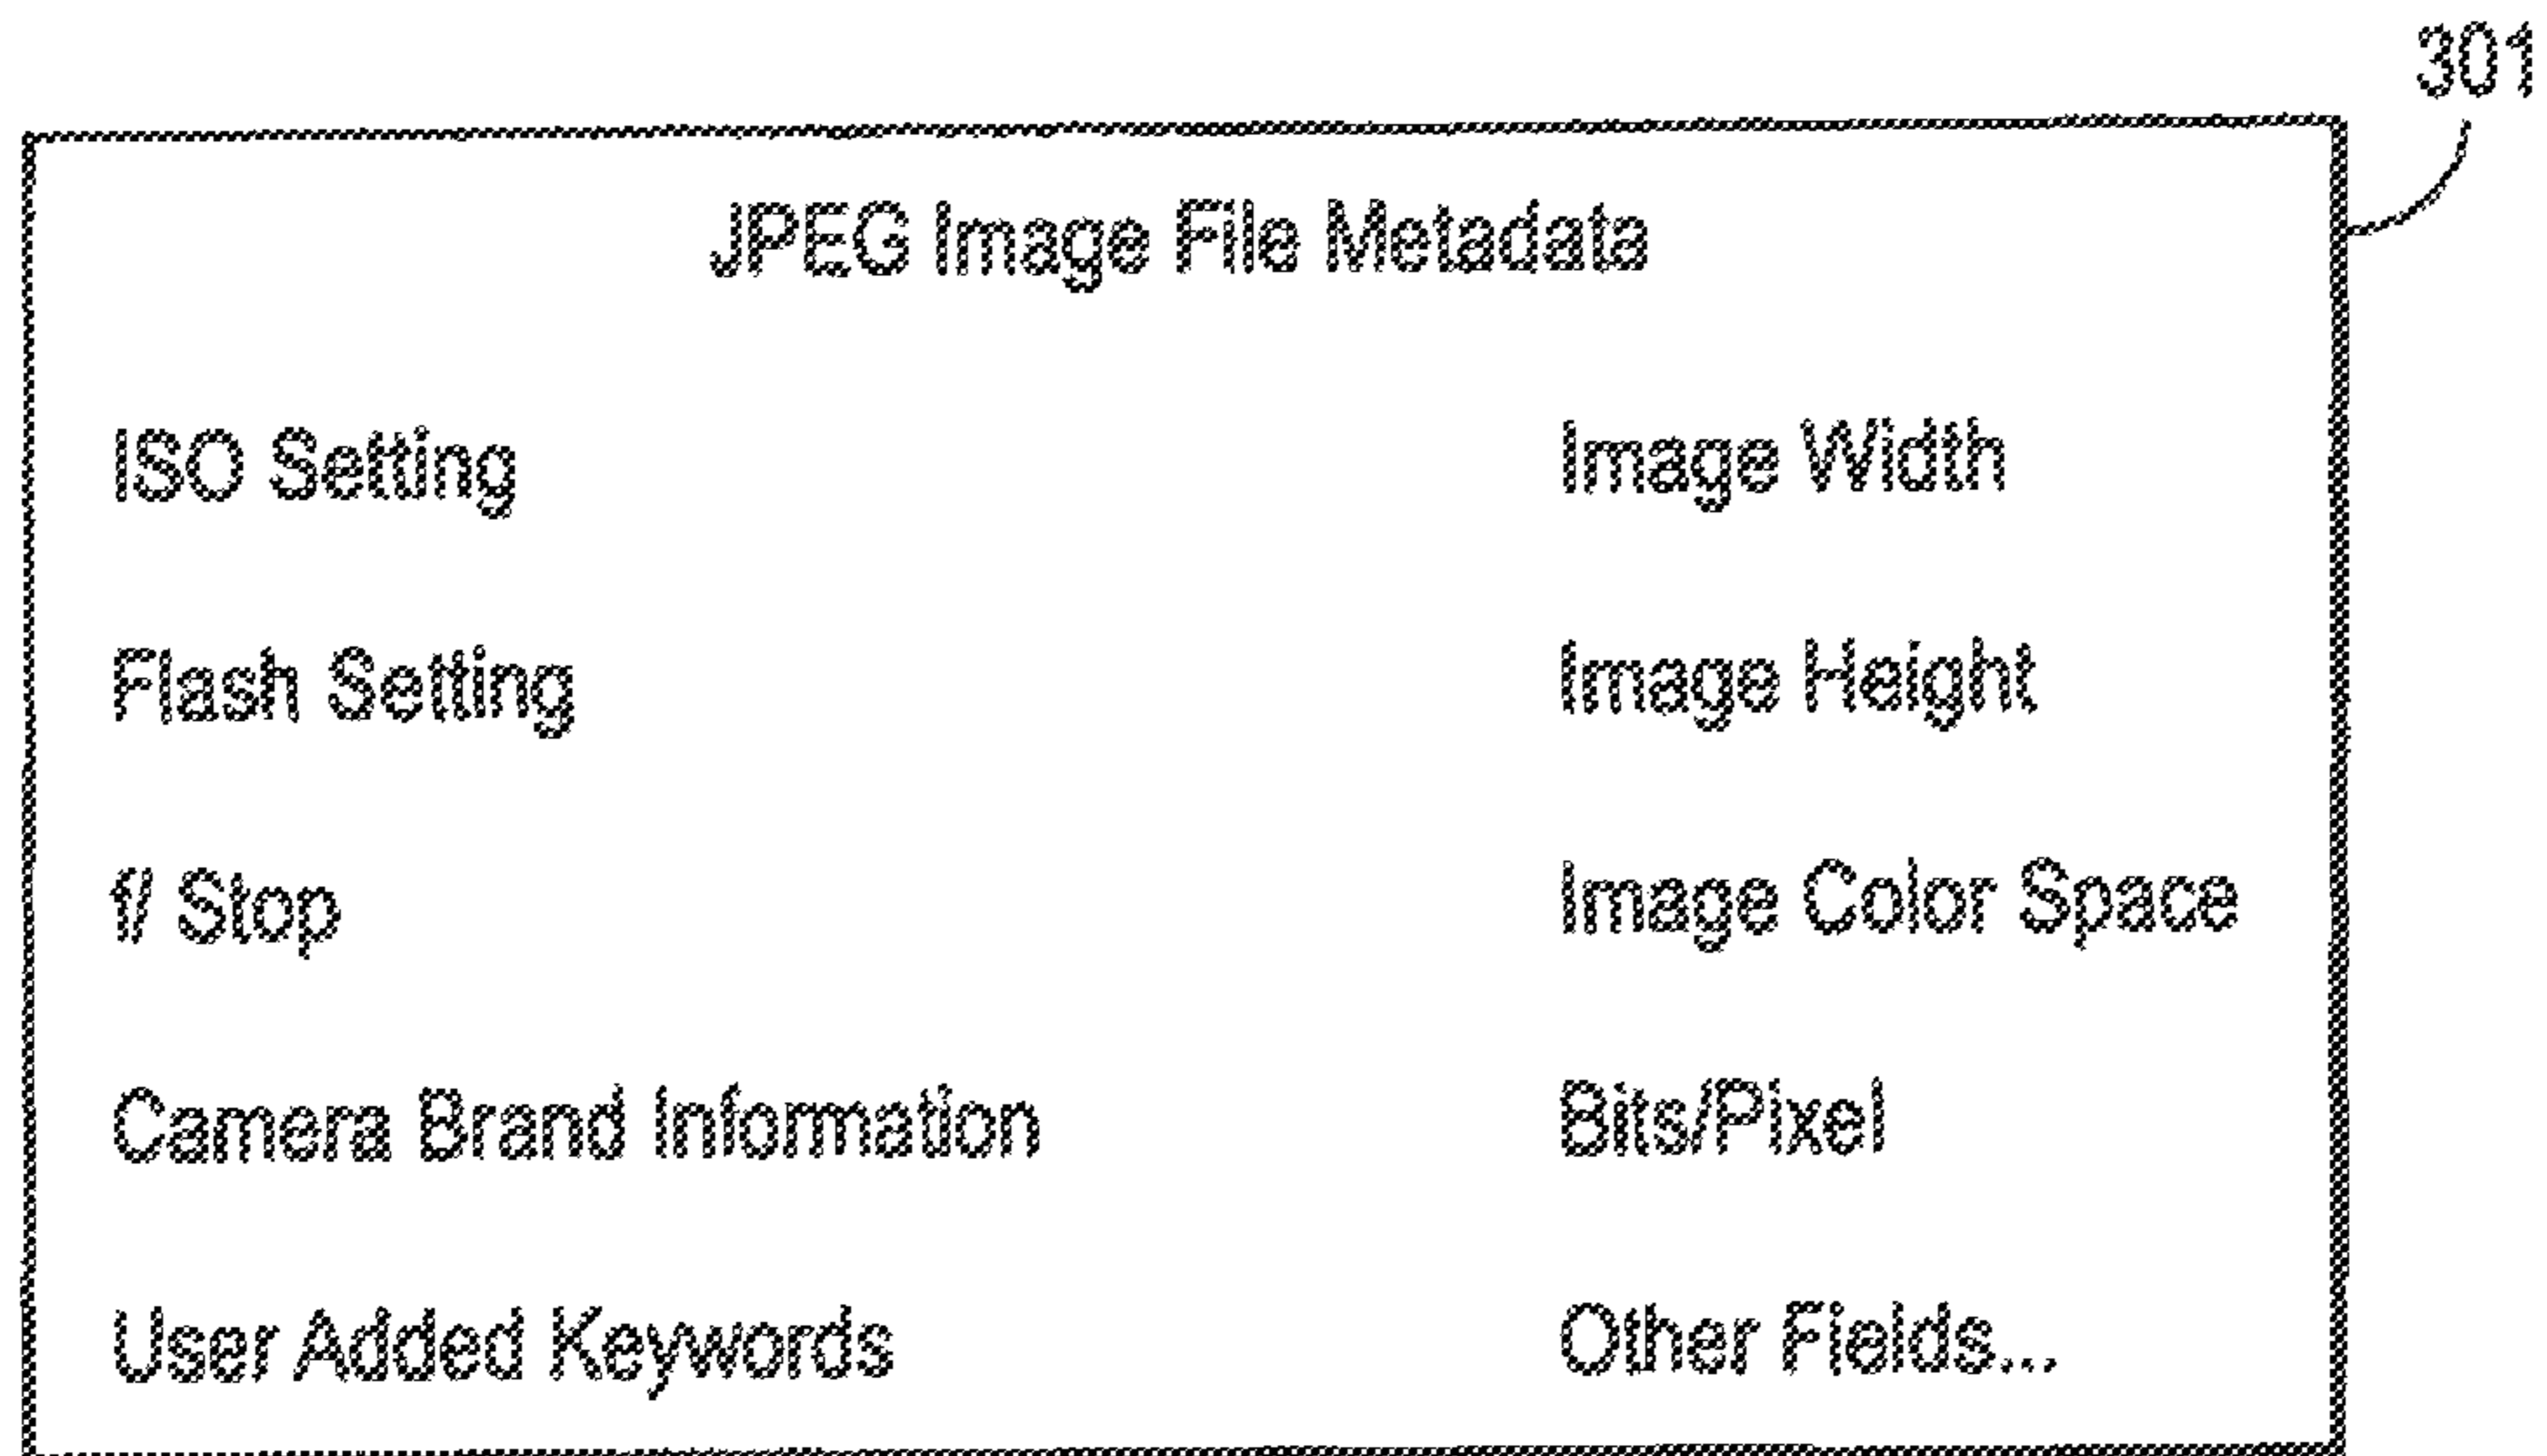 301
JPEG Image File Metadata
ISO Setting
Image Width
Flash Setting
Image Height
f/ Stop
Image Color Space
Camera Brand Information
Bits/Pixel
User Added Keywords
Other Fields...